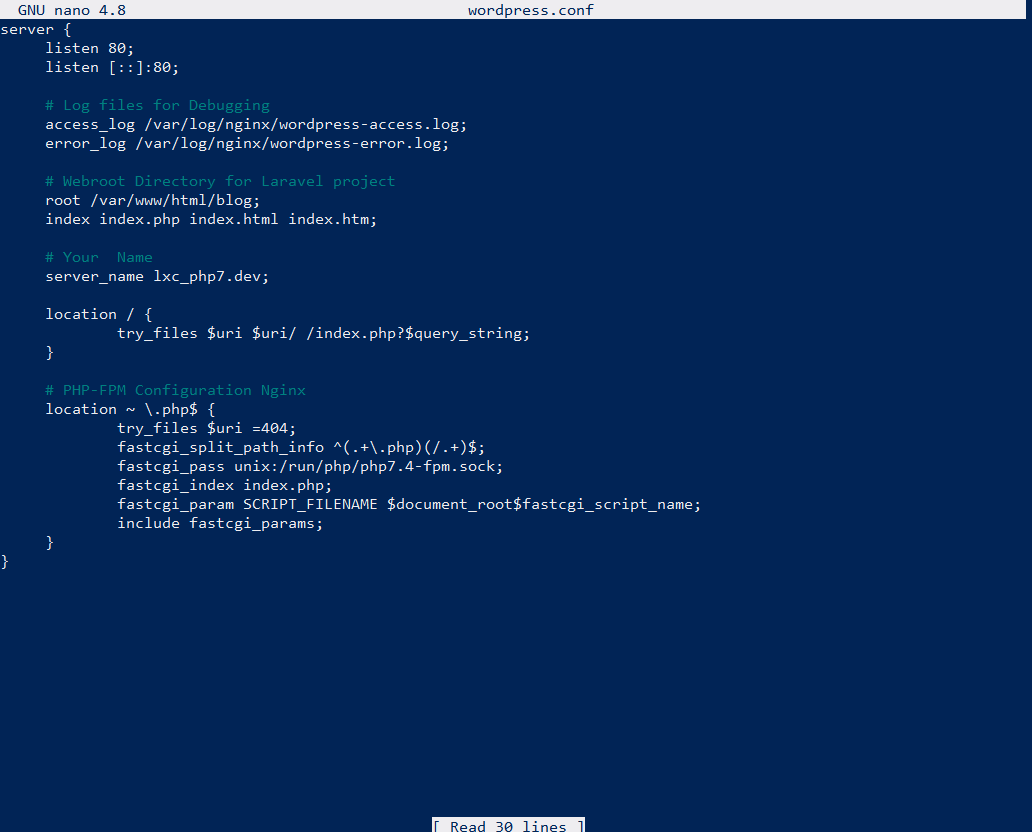 GNU nano 4.8 wordpress.conf
server {
listen 80;
listen [::]:80;
# Log files for Debugging
access_log /var/log/nginx/wordpress-access.log;
error_log /var/log/nginx/wordpress-error.log;
# Webroot Directory for Laravel project
root /var/www/html/blog;
index index.php index.html index.htm;
# Your  Name
server_name lxc_php7.dev;
location / {
try_files $uri $uri/ /index.php?$query_string;
}
# PHP-FPM Configuration Nginx
location ~ \.php$ {
try_files $uri =404;
fastcgi_split_path_info ^(.+\.php)(/.+)$;
fastcgi_pass unix:/run/php/php7.4-fpm.sock;
fastcgi_index index.php;
fastcgi_param SCRIPT_FILENAME $document_root$fastcgi_script_name;
include fastcgi_params;
}
}
[ Read 30 lines ]